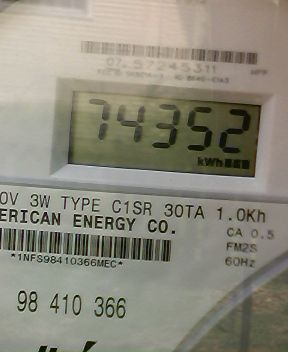 74352
kWh
0V 3W TYPE C1SR 30TA 1.0Kh
ERICAN ENERGY CO.
CA 0.5
FM2S
60Hz
*1NFS98410366MEC*
98 410 366